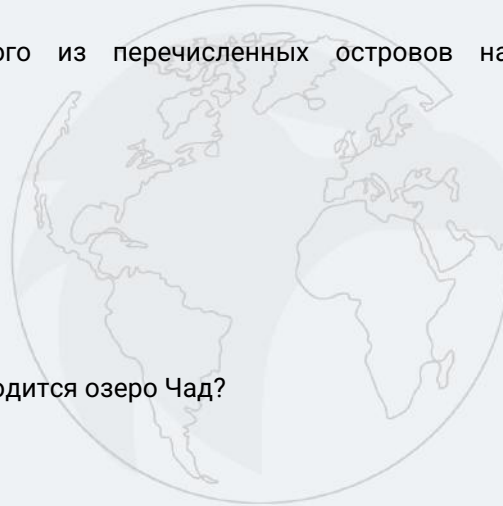 ого из перечисленных островов на
одится озеро Чад?